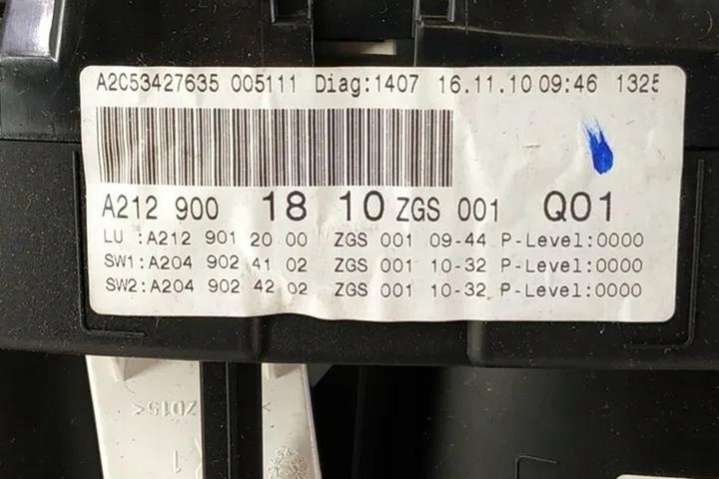 A2C53427635 005111 Diag:1407 16.11.10 09:46 1325
A212 900 18 10 ZGS 001 Q01
LU :A212 901 20 00 ZGS 001 09-44 P-Level:0000
SW1:A204 902 41 02 ZGS 001 10-32 P-Level:0000
SW2:A204 902 42 02 ZGS 001 10-32 P-Level:0000